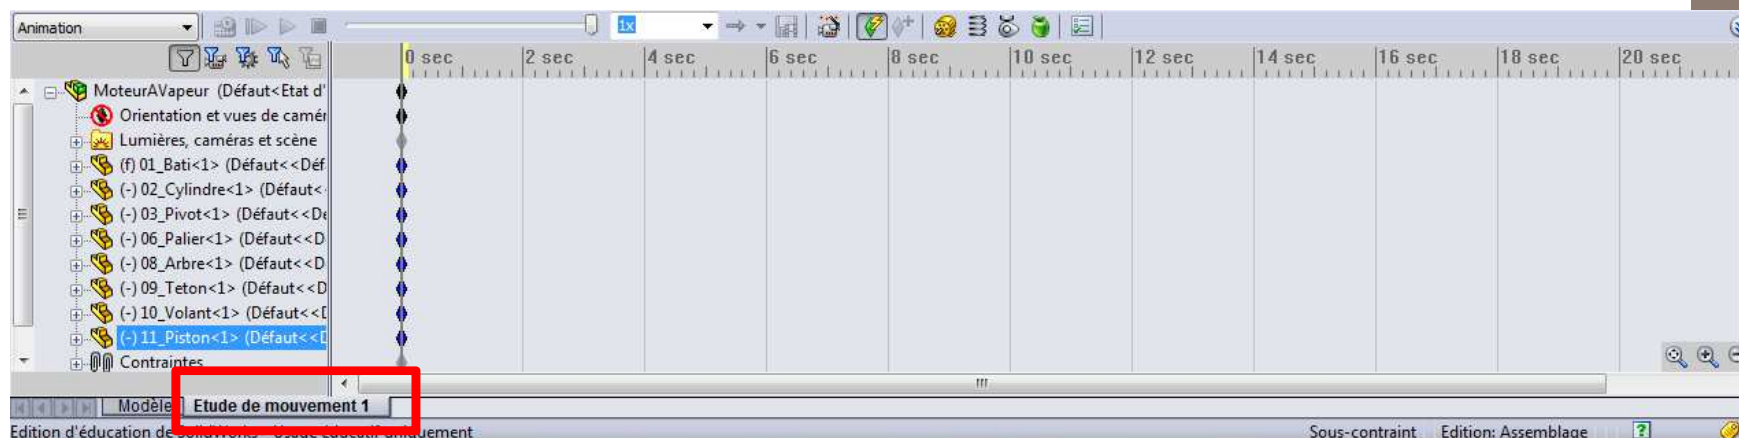 Animation 1x
0 sec 2 sec 4 sec 6 sec 8 sec 10 sec 12 sec 14 sec 16 sec 18 sec 20 sec
MoteurAVapeur (Défaut<Etat d'
Orientation et vues de camér
Lumières, caméras et scène
(f) 01_Bati<1> (Défaut<<Déf
(-) 02_Cylindre<1> (Défaut<
(-) 03_Pivot<1> (Défaut<<De
(-) 06_Palier<1> (Défaut<<D
(-) 08_Arbre<1> (Défaut<<D
(-) 09_Teton<1> (Défaut<<D
(-) 10_Volant<1> (Défaut<<D
(-) 11_Piston<1> (Défaut<<D
Contraintes
Modèle Etude de mouvement 1
Edition d'éducation de Sous-contraint Edition: Assemblage